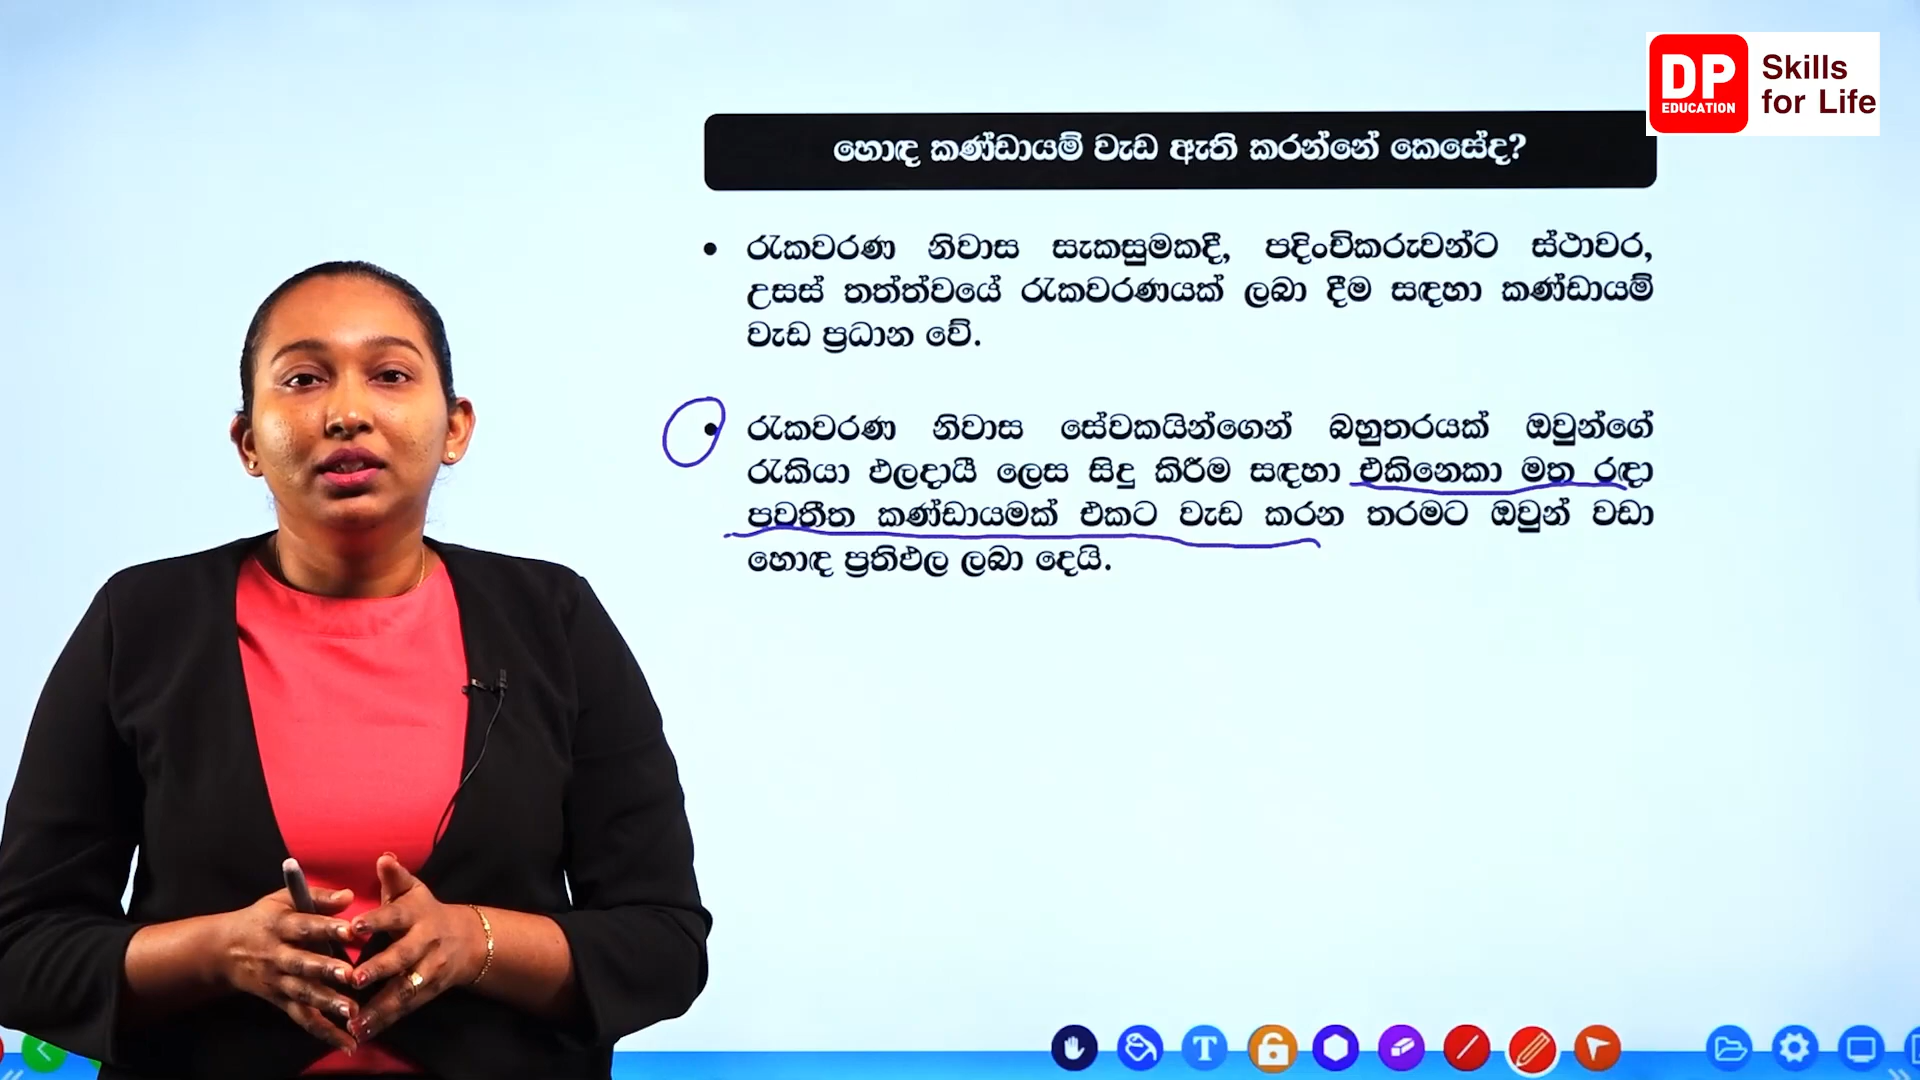 DP
EDUCATION
Skills
for Life
හොඳ කණ්ඩායම් වැඩ ඇති කරන්නේ කෙසේද?
• රැකවරණ නිවාස සැකසුමකදී, පදිංචිකරුවන්ට ස්ථාවර,
උසස් තත්ත්වයේ රැකවරණයක් ලබා දීම සඳහා කණ්ඩායම්
වැඩ ප්‍රධාන වේ.
• රැකවරණ නිවාස සේවකයින්ගෙන් බහුතරයක් ඔවුන්ගේ
රැකියා ඵලදායී ලෙස සිදු කිරීම සඳහා එකිනෙකා මත රඳා
පවතීත කණ්ඩායමක් එකට වැඩ කරන තරමට ඔවුන් වඩා
හොඳ ප්‍රතිඵල ලබා දෙයි.
T